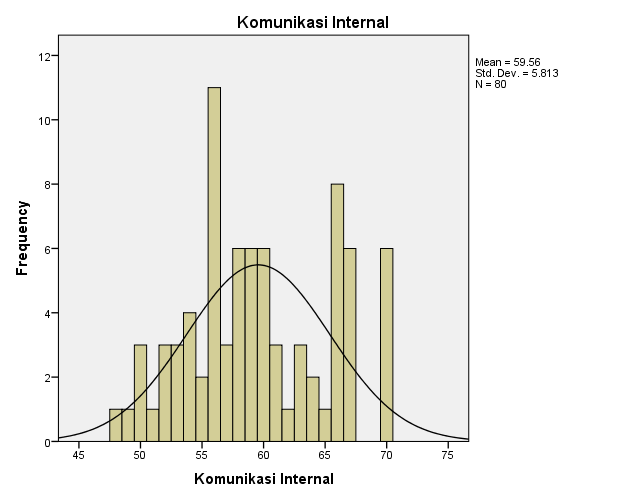 Komunikasi Internal
Mean = 59.56
Std. Dev. = 5.813
N = 80
Frequency
12
10
8
6
4
2
0
45 50 55 60 65 70 75
Komunikasi Internal